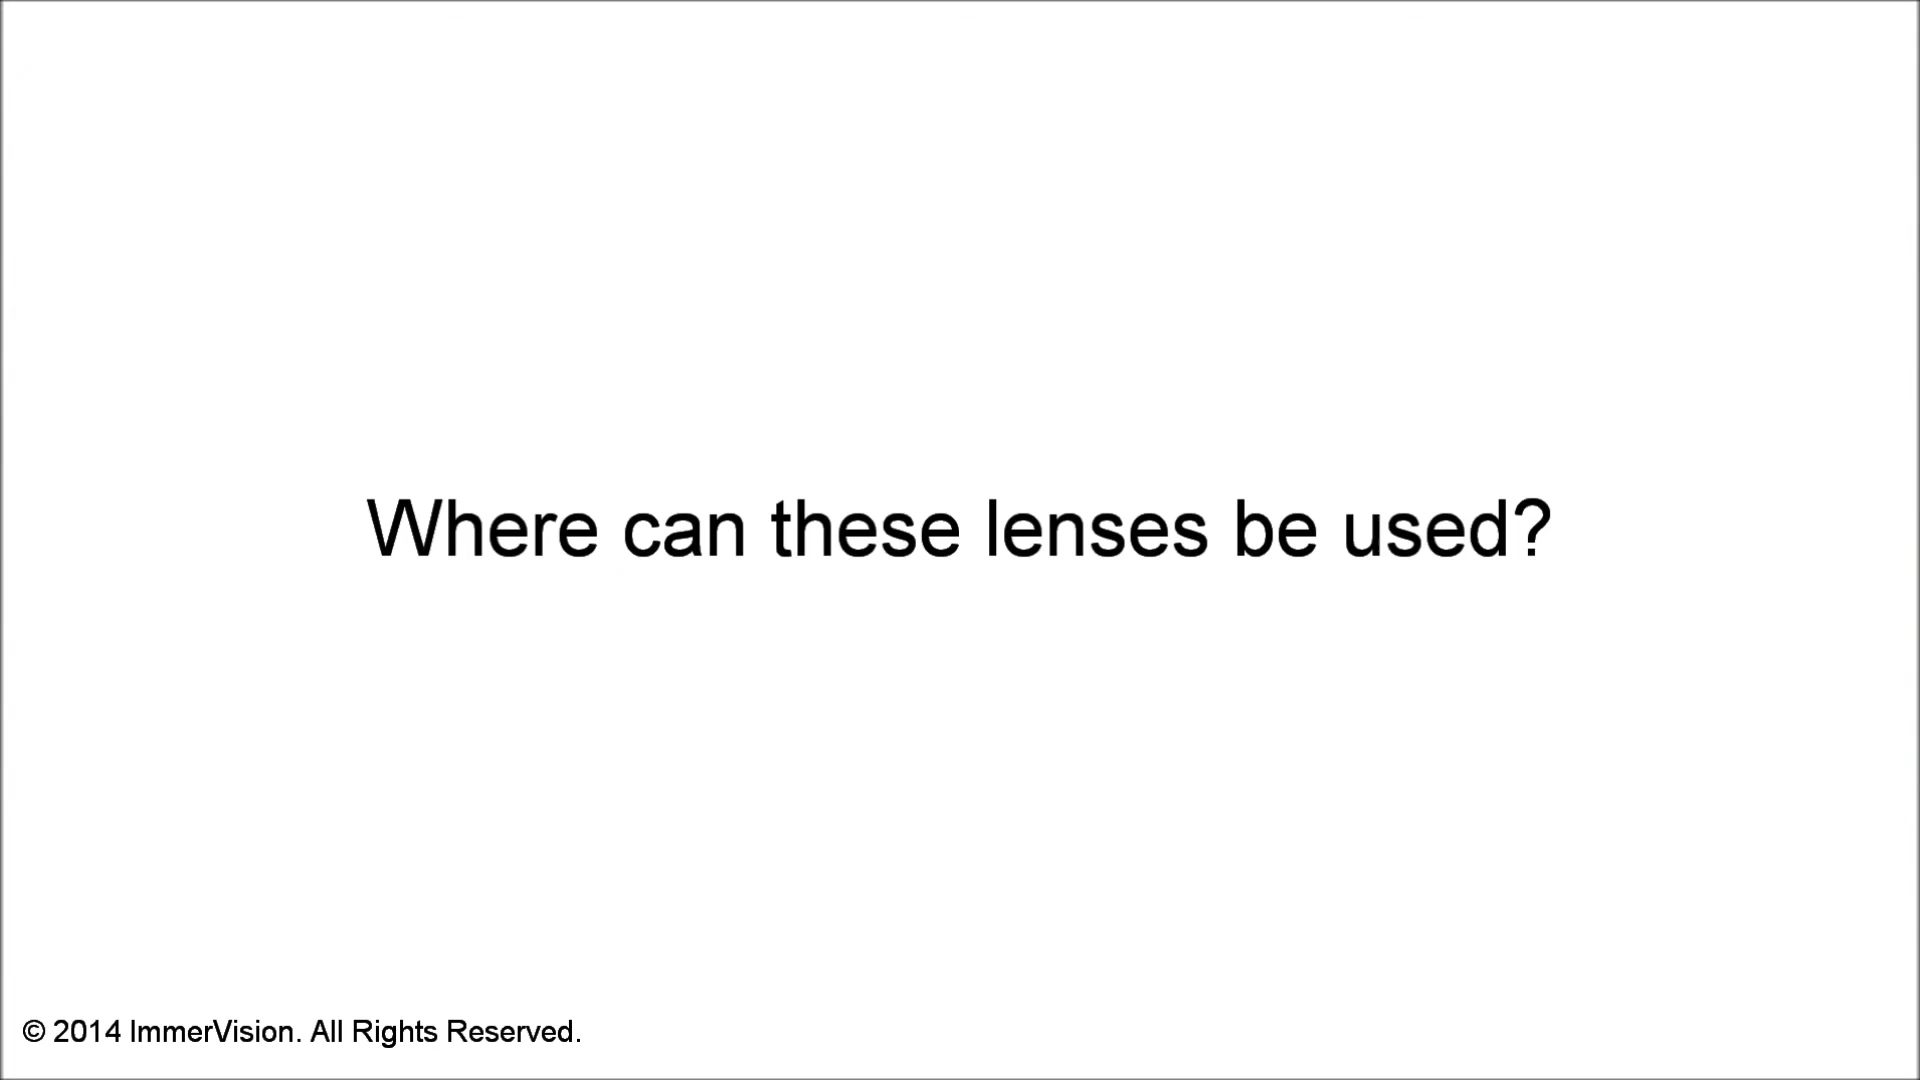 Where can these lenses be used?
© 2014 ImmerVision. All Rights Reserved.